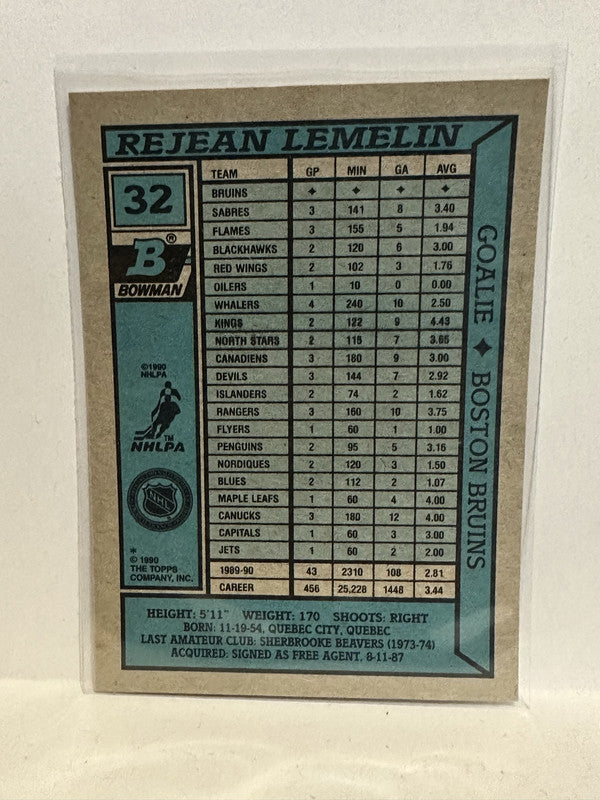 REJEAN LEMELIN
32
B®
BOWMAN
©1990
NHLPA
TM
NHLPA
NHL
*
© 1990
THE TOPPS
COMPANY, INC.
TEAM GP MIN GA AVG
BRUINS ✦ ✦ ✦ ✦
SABRES 3 141 8 3.40
FLAMES 3 155 5 1.94
BLACKHAWKS 2 120 6 3.00
RED WINGS 2 102 3 1.76
OILERS 1 10 0 0.00
WHALERS 4 240 10 2.50
KINGS 2 122 9 4.43
NORTH STARS 2 115 7 3.65
CANADIENS 3 180 9 3.00
DEVILS 3 144 7 2.92
ISLANDERS 2 74 2 1.62
RANGERS 3 160 10 3.75
FLYERS 1 60 1 1.00
PENGUINS 2 95 5 3.16
NORDIQUES 2 120 3 1.50
BLUES 2 112 2 1.07
MAPLE LEAFS 1 60 4 4.00
CANUCKS 3 180 12 4.00
CAPITALS 1 60 3 3.00
JETS 1 60 2 2.00
1989-90 43 2310 108 2.81
CAREER 456 25,228 1448 3.44
GOALIE ✦ BOSTON BRUINS
HEIGHT: 5'11" WEIGHT: 170 SHOOTS: RIGHT
BORN: 11-19-54, QUEBEC CITY, QUEBEC
LAST AMATEUR CLUB: SHERBROOKE BEAVERS (1973-74)
ACQUIRED: SIGNED AS FREE AGENT, 8-11-87